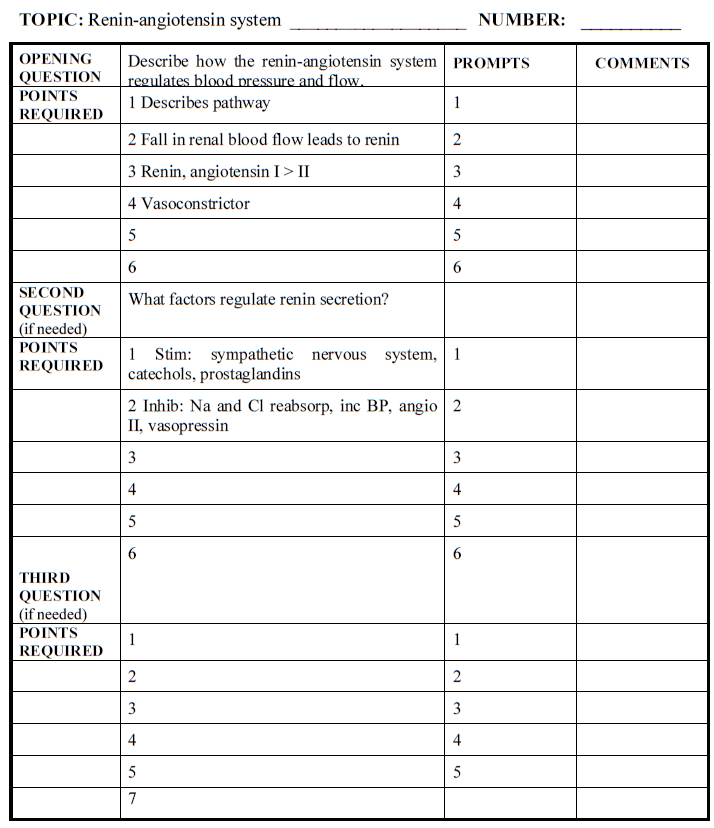 TOPIC: Renin-angiotensin system ___________________ NUMBER: ___________
OPENING QUESTION Describe how the renin-angiotensin system regulates blood pressure and flow. PROMPTS COMMENTS
POINTS REQUIRED 1 Describes pathway 1
2 Fall in renal blood flow leads to renin 2
3 Renin, angiotensin I > II 3
4 Vasoconstrictor 4
5 5
6 6
SECOND QUESTION (if needed) What factors regulate renin secretion?
POINTS REQUIRED 1 Stim: sympathetic nervous system, catechols, prostaglandins 1
2 Inhib: Na and Cl reabsorp, inc BP, angio II, vasopressin 2
3 3
4 4
5 5
6 6
THIRD QUESTION (if needed)
POINTS REQUIRED 1 1
2 2
3 3
4 4
5 5
7